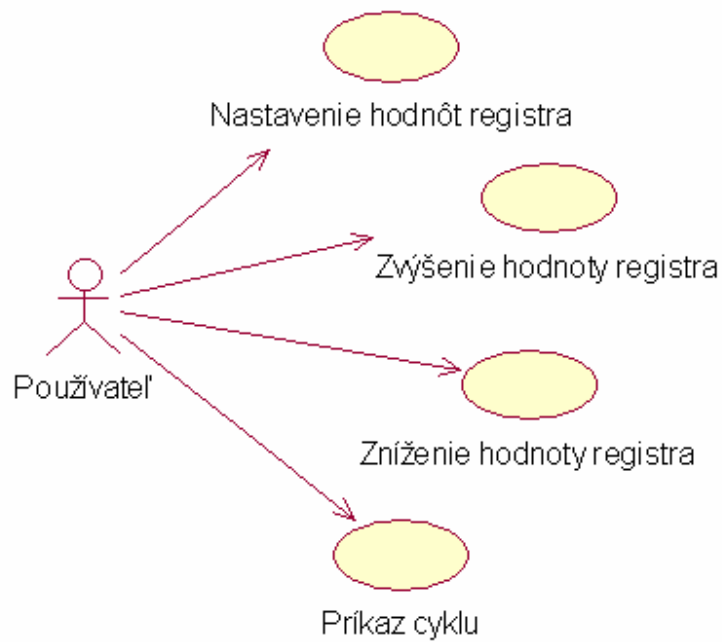 Nastavenie hodnôt registra
Zvýšenie hodnoty registra
Používateľ
Zníženie hodnoty registra
Príkaz cyklu